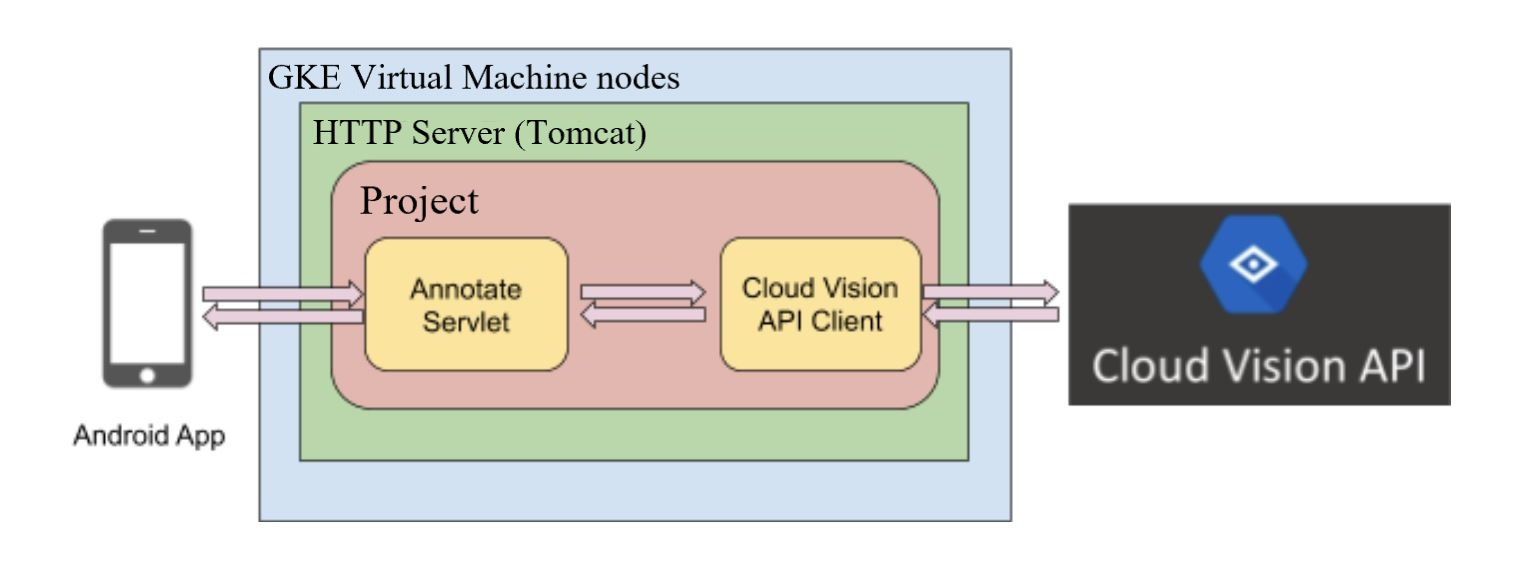 GKE Virtual Machine nodes
HTTP Server (Tomcat)
Project
Annotate
Servlet
Cloud Vision
API Client
Cloud Vision API
Android App